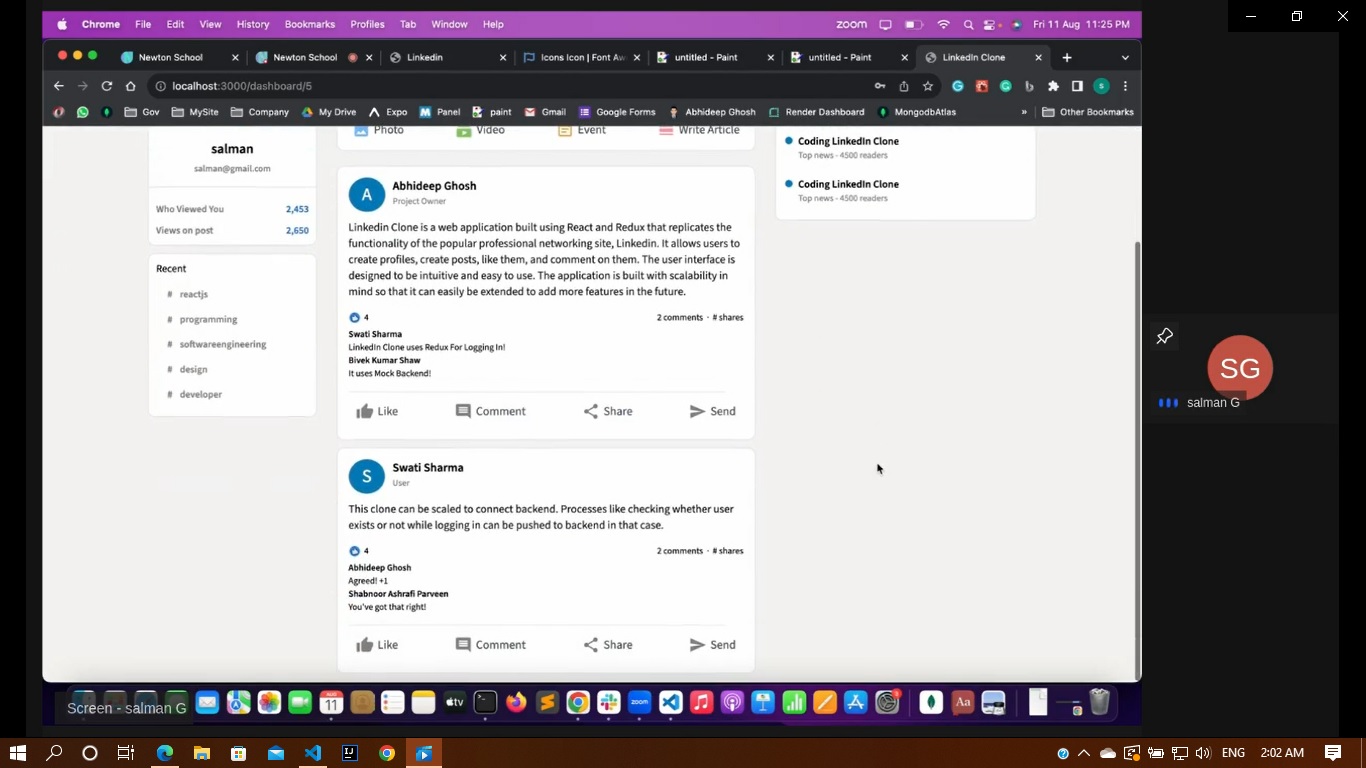 Chrome File Edit View History Bookmarks Profiles Tab Window Help zoom Fri 11 Aug 11:25 PM
Newton School Newton School Linkedin Icons Icon | Font Aw untitled - Paint untitled - Paint LinkedIn Clone
localhost:3000/dashboard/5
Gov MySite Company My Drive Expo Panel paint Gmail Google Forms Abhideep Ghosh Render Dashboard MongodbAtlas » Other Bookmarks
salman
salman@gmail.com
Who Viewed You 2,453
Views on post 2,650
Recent
# reactjs
# programming
# softwareengineering
# design
# developer
Photo Video Event Write Article
A Abhideep Ghosh
Project Owner
Linkedin Clone is a web application built using React and Redux that replicates the
functionality of the popular professional networking site, Linkedin. It allows users to
create profiles, create posts, like them, and comment on them. The user interface is
designed to be intuitive and easy to use. The application is built with scalability in
mind so that it can easily be extended to add more features in the future.
4 2 comments · # shares
Swati Sharma
LinkedIn Clone uses Redux For Logging In!
Bivek Kumar Shaw
It uses Mock Backend!
Like Comment Share Send
S Swati Sharma
User
This clone can be scaled to connect backend. Processes like checking whether user
exists or not while logging in can be pushed to backend in that case.
4 2 comments · # shares
Abhideep Ghosh
Agreed! +1
Shabnoor Ashrafi Parveen
You've got that right!
Like Comment Share Send
Coding LinkedIn Clone
Top news - 4500 readers
Coding LinkedIn Clone
Top news - 4500 readers
SG
salman G
AUG
11
tv
zoom
Aa
Screen - salman G
ENG 2:02 AM